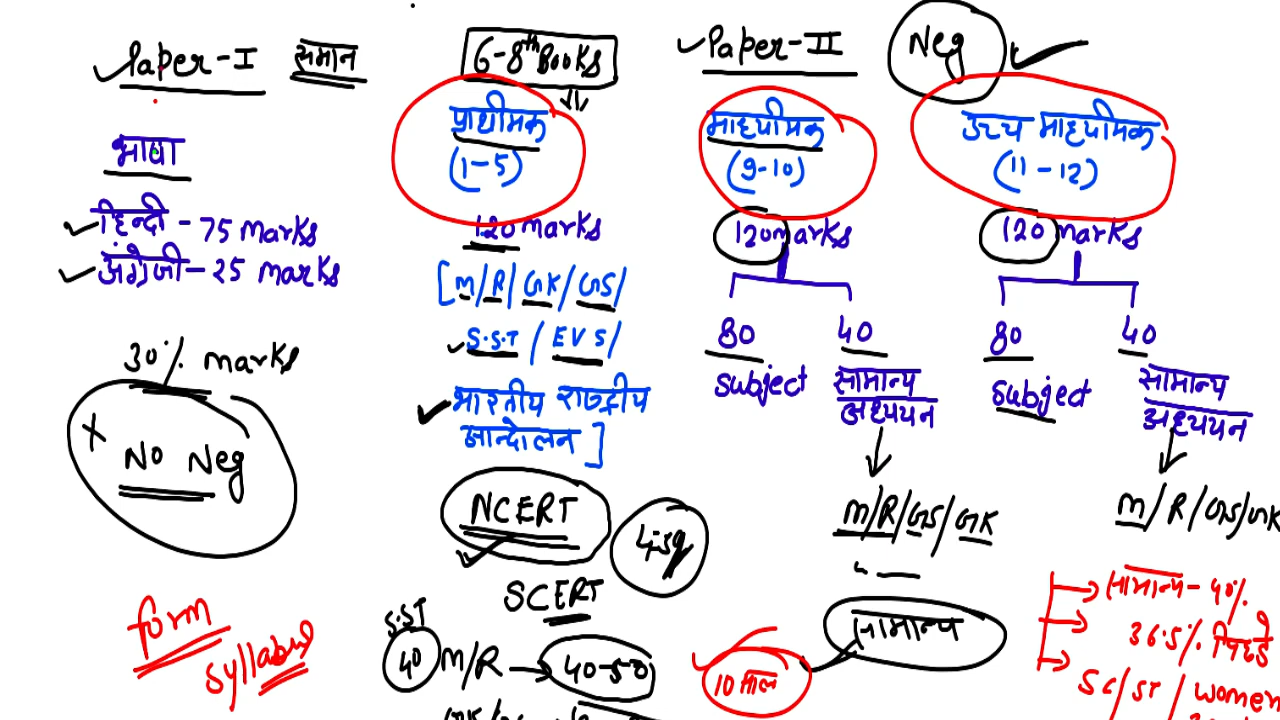 Paper-I समान
भाषा
हिन्दी - 75 marks
अंग्रेजी - 25 marks
30% marks
No Neg
form
syllabus
6-8th Books
प्राथमिक
(1-5)
120 marks
[M/R/GK/GS/
S.S.T / EVS/
भारतीय राष्ट्रीय
आन्दोलन]
NCERT
SCERT
S.ST
40 M/R → 40-50
Paper-II Neg
माध्यमिक
(9-10)
120 marks
80 40
subject सामान्य
अध्ययन
M/R/GS/GK
सामान्य
उच्च माध्यमिक
(11-12)
120 marks
80 40
subject सामान्य
अध्ययन
M/R/GS/GK
सामान्य - 40%
36.5%
SC/ST / women